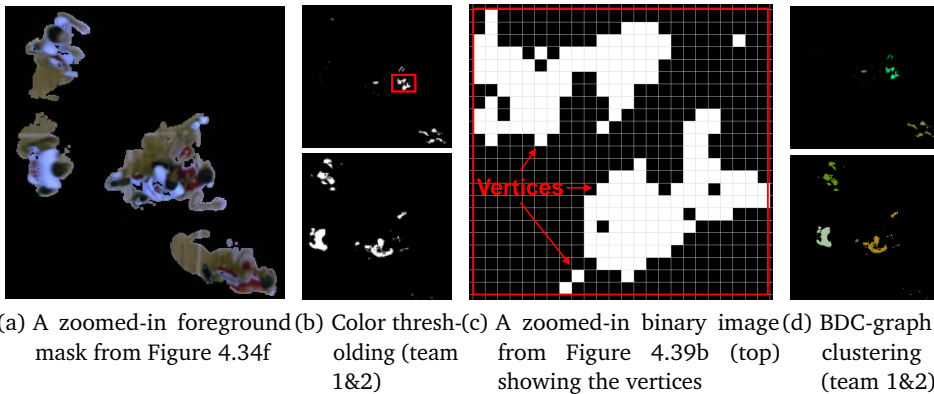 Vertices
(a) A zoomed-in foreground mask from Figure 4.34f
(b) Color thresh-
olding (team
1&2)
(c) A zoomed-in binary image
from Figure 4.39b (top)
showing the vertices
(d) BDC-graph
clustering
(team 1&2)